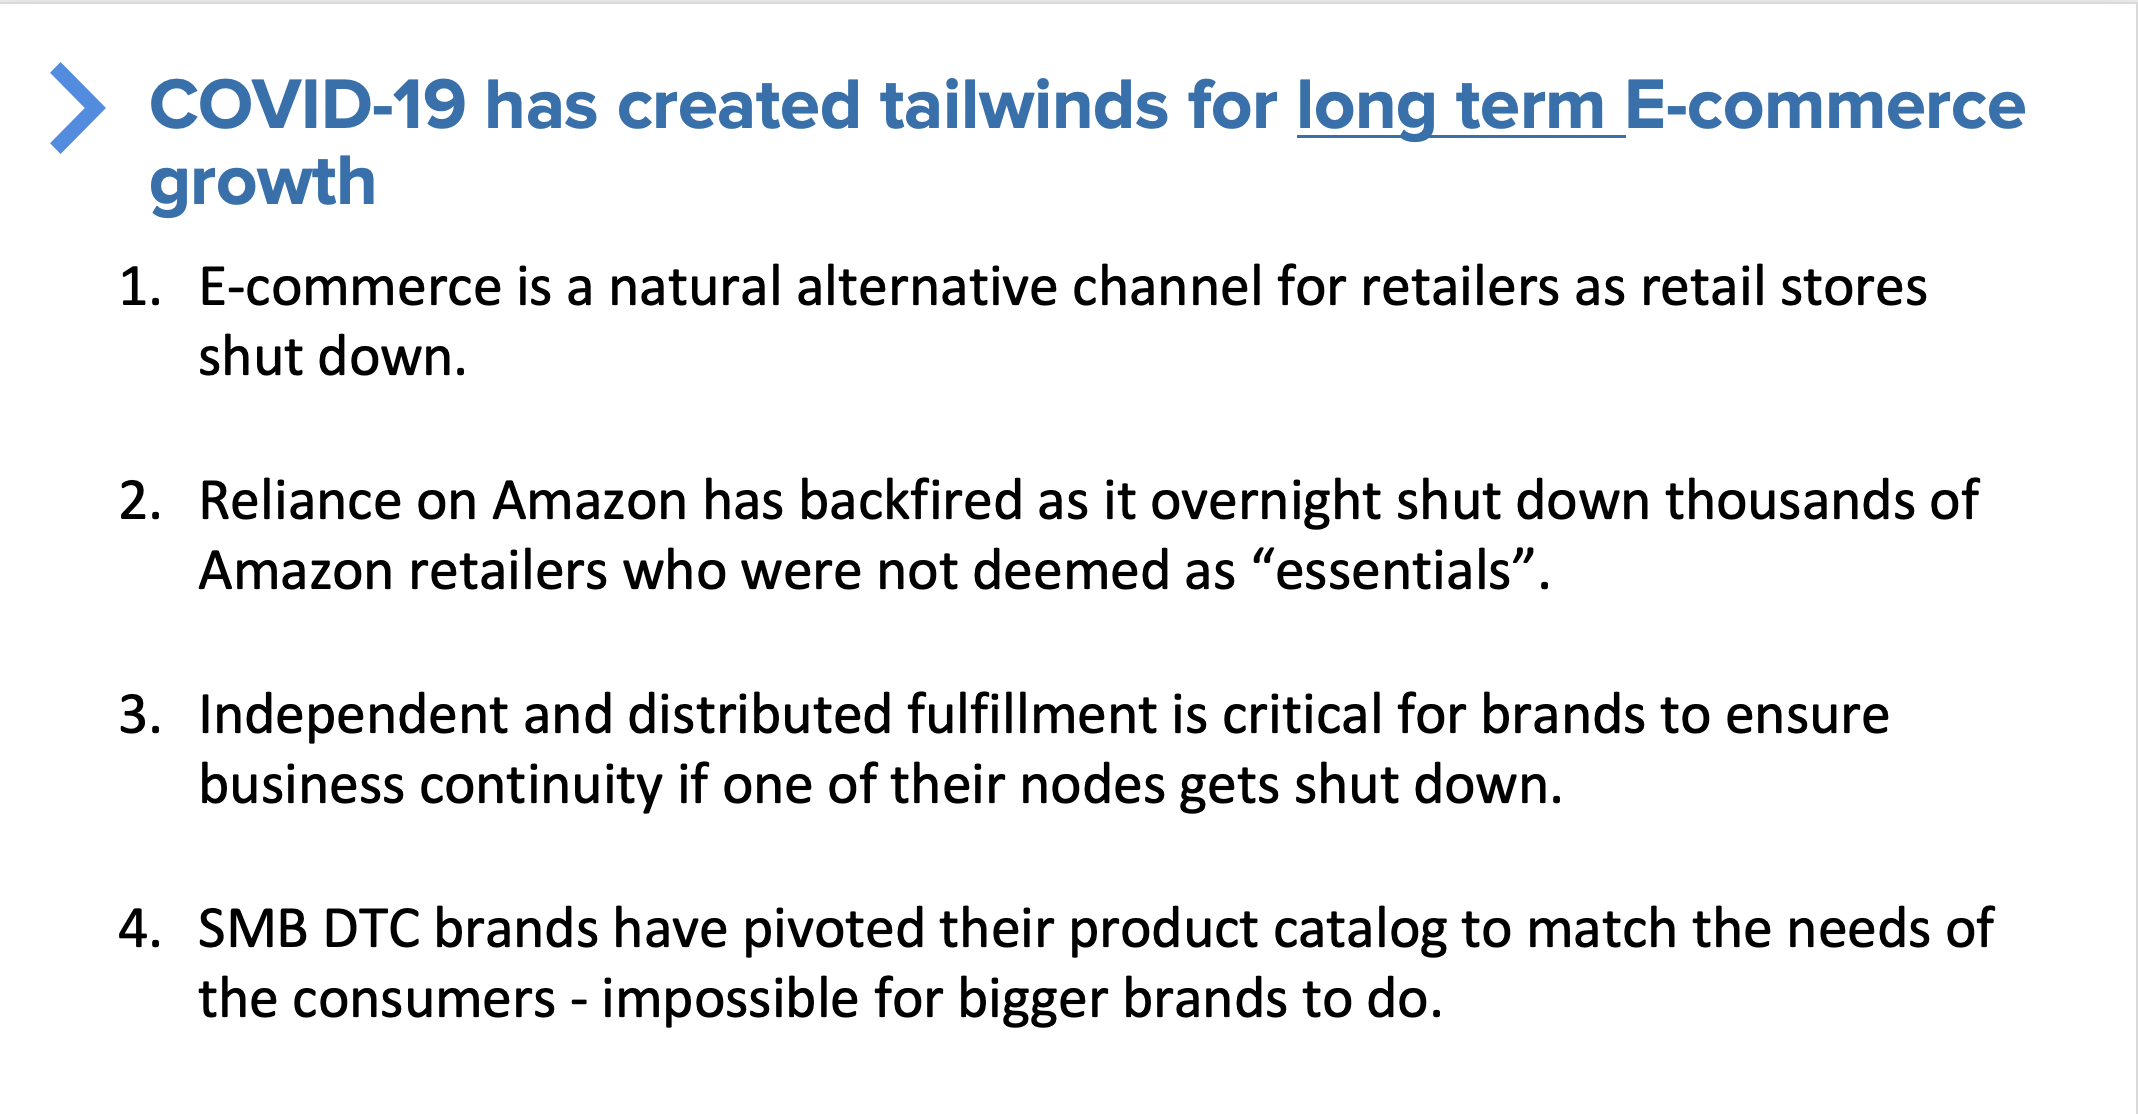 COVID-19 has created tailwinds for long term E-commerce
growth
1. E-commerce is a natural alternative channel for retailers as retail stores
shut down.
2. Reliance on Amazon has backfired as it overnight shut down thousands of
Amazon retailers who were not deemed as “essentials”.
3. Independent and distributed fulfillment is critical for brands to ensure
business continuity if one of their nodes gets shut down.
4. SMB DTC brands have pivoted their product catalog to match the needs of
the consumers - impossible for bigger brands to do.